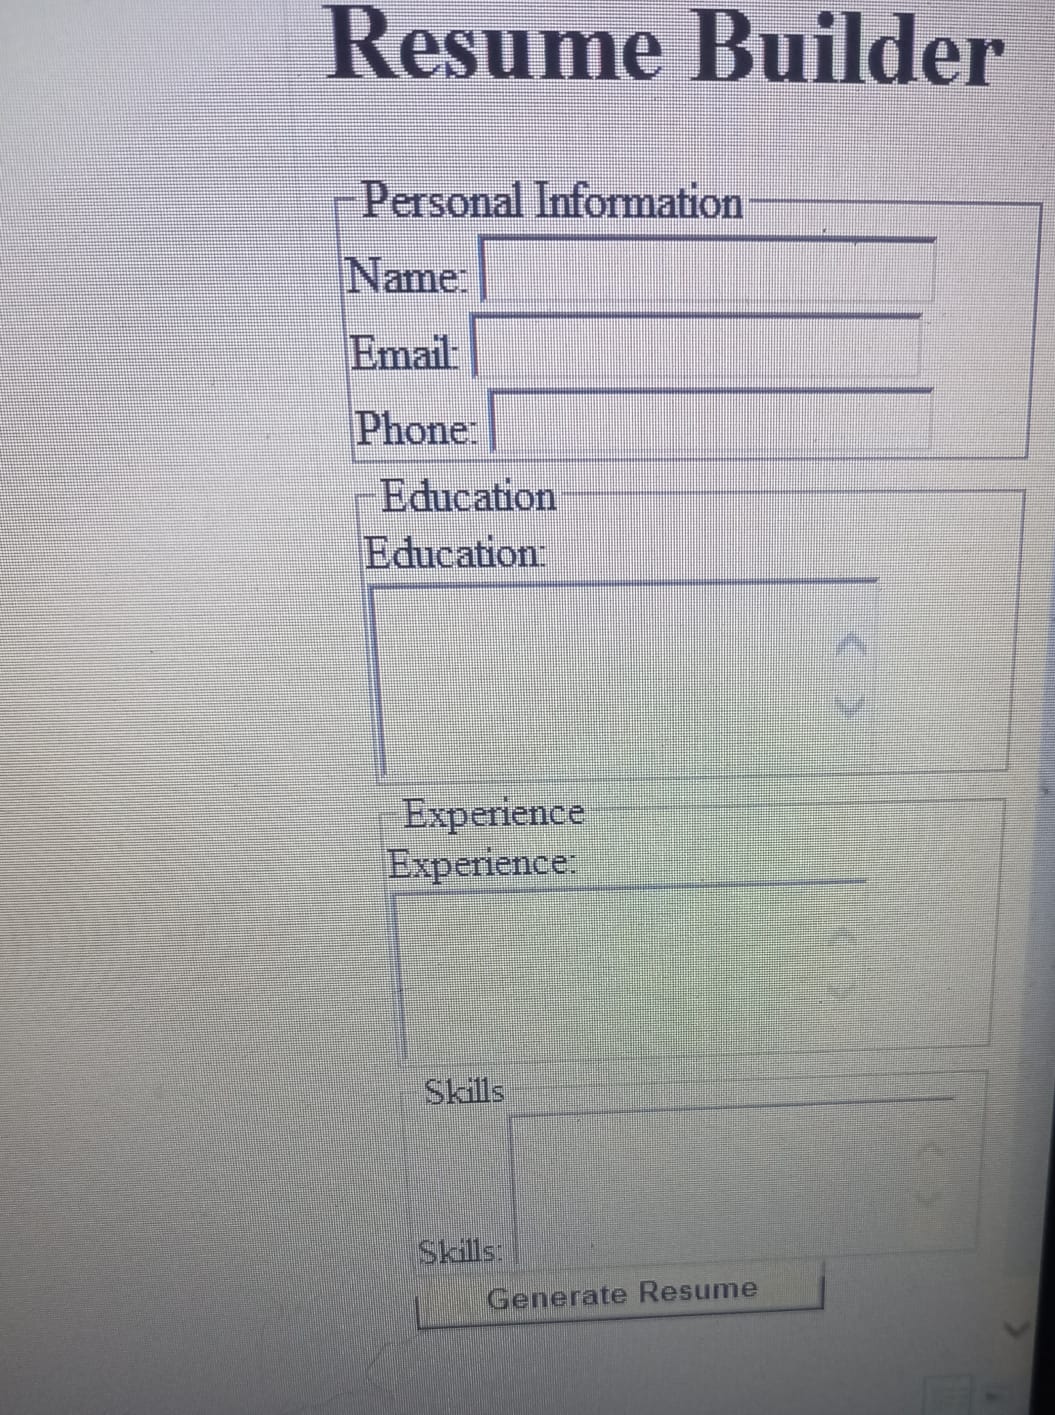 Resume Builder
Personal Information
Name:
Email:
Phone:
Education
Education:
Experience
Experience:
Skills
Skills:
Generate Resume